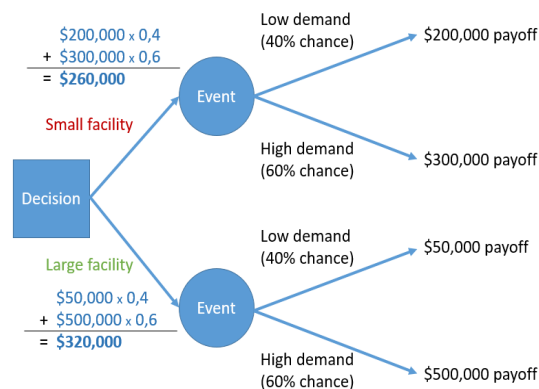 Low demand
(40% chance)
$200,000 payoff
$200,000 x 0,4
+ $300,000 x 0,6
= $260,000
Event
Small facility
High demand
(60% chance)
$300,000 payoff
Decision
Low demand
(40% chance)
$50,000 payoff
Large facility
$50,000 x 0,4
+ $500,000 x 0,6
= $320,000
Event
High demand
(60% chance)
$500,000 payoff